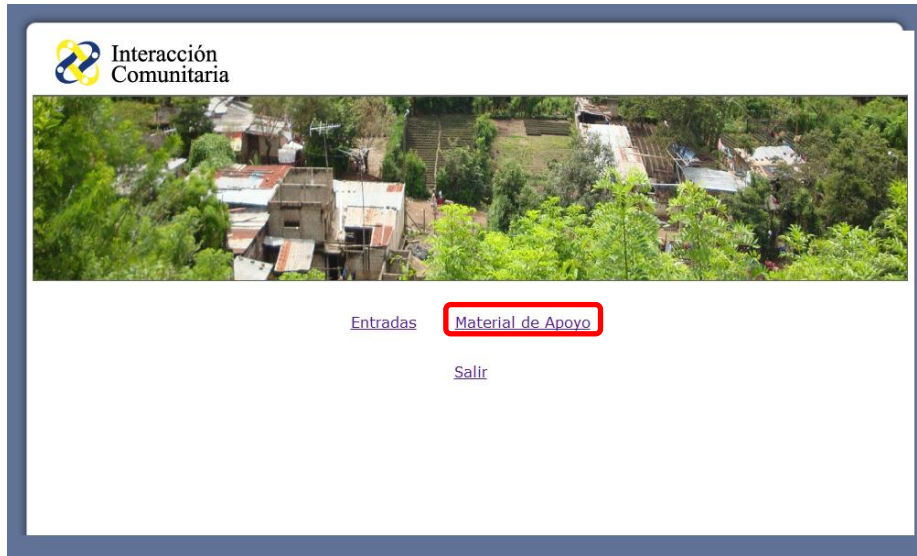 Interacción
Comunitaria
Entradas Material de Apoyo
Salir